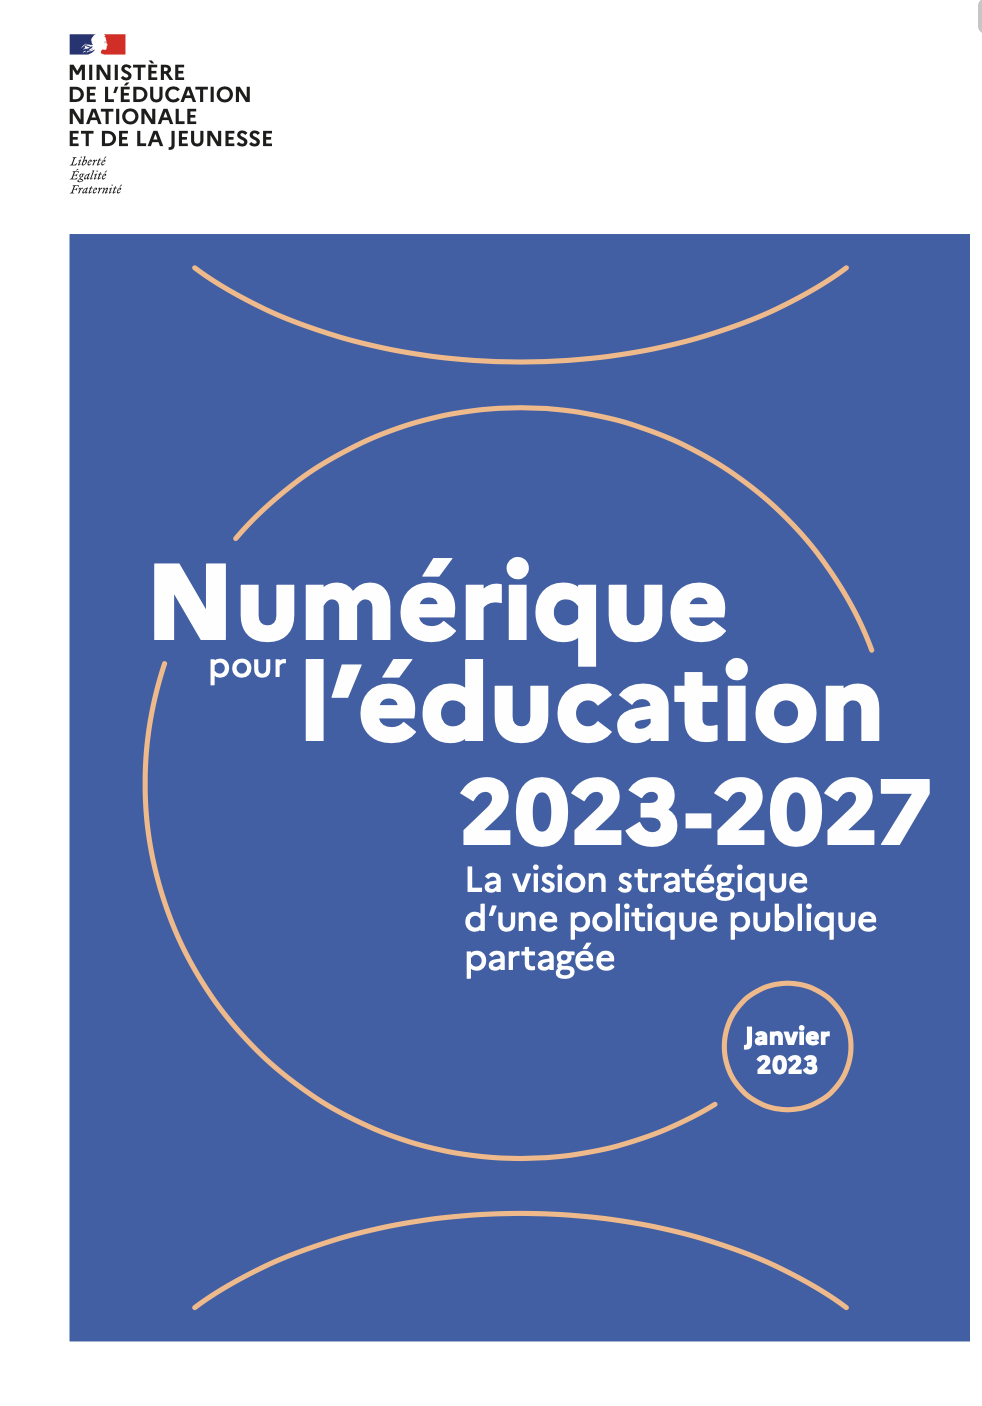 MINISTÈRE
DE L'ÉDUCATION
NATIONALE
ET DE LA JEUNESSE
Liberté
Égalité
Fraternité
Numérique
pour l'éducation
2023-2027
La vision stratégique
d'une politique publique
partagée
Janvier
2023